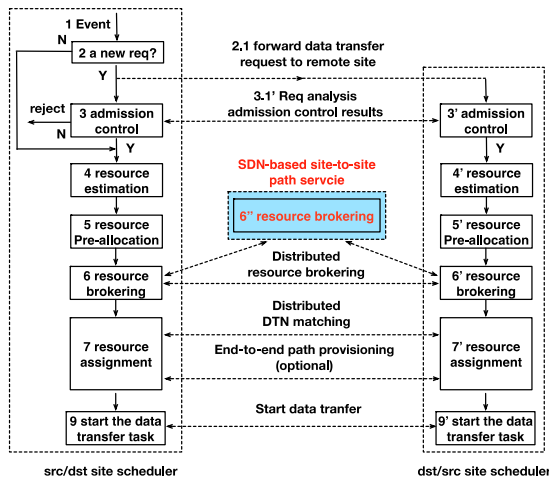 1 Event
N
2 a new req?
Y
2.1 forward data transfer
request to remote site
reject
N
3 admission
control
Y
3.1' Req analysis
admission control results
3' admission
control
Y
4 resource
estimation
SDN-based site-to-site
path servcie
4' resource
estimation
5 resource
Pre-allocation
6'' resource brokering
5' resource
Pre-allocation
6 resource
brokering
Distributed
resource brokering
6' resource
brokering
7 resource
assignment
Distributed
DTN matching
End-to-end path provisioning
(optional)
7' resource
assignment
9 start the data
transfer task
Start data tranfer
9' start the data
transfer task
src/dst site scheduler
dst/src site scheduler